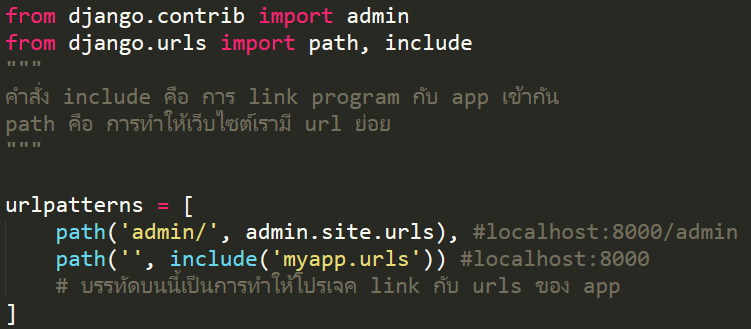 from django.contrib import admin
from django.urls import path, include
"""
คำสั่ง include คือ การ link program กับ app เข้ากัน
path คือ การทำให้เว็บไซต์เรามี url ย่อย
"""
urlpatterns = [
    path('admin/', admin.site.urls), #localhost:8000/admin
    path('', include('myapp.urls')) #localhost:8000
    # บรรทัดบนนี้เป็นการทำให้โปรเจค link กับ urls ของ app
]